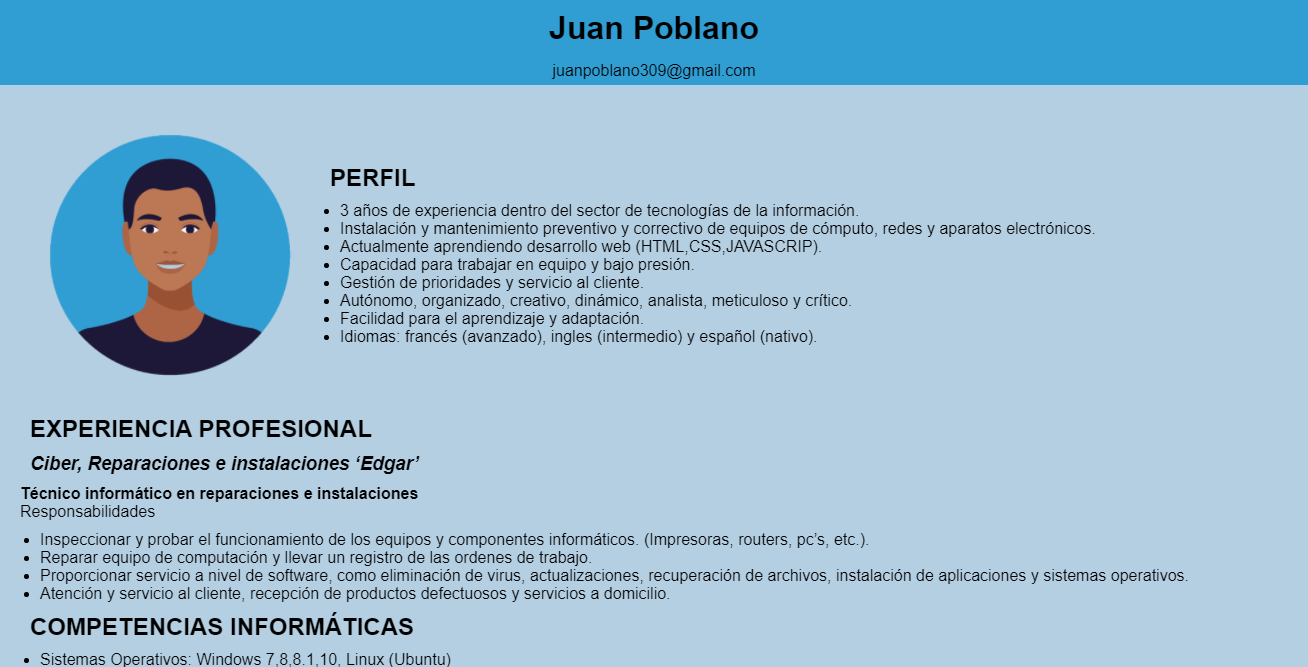 Juan Poblano
juanpoblano309@gmail.com
PERFIL
• 3 años de experiencia dentro del sector de tecnologías de la información.
• Instalación y mantenimiento preventivo y correctivo de equipos de cómputo, redes y aparatos electrónicos.
• Actualmente aprendiendo desarrollo web (HTML,CSS,JAVASCRIP).
• Capacidad para trabajar en equipo y bajo presión.
• Gestión de prioridades y servicio al cliente.
• Autónomo, organizado, creativo, dinámico, analista, meticuloso y crítico.
• Facilidad para el aprendizaje y adaptación.
• Idiomas: francés (avanzado), ingles (intermedio) y español (nativo).
EXPERIENCIA PROFESIONAL
Ciber, Reparaciones e instalaciones ‘Edgar’
Técnico informático en reparaciones e instalaciones
Responsabilidades
• Inspeccionar y probar el funcionamiento de los equipos y componentes informáticos. (Impresoras, routers, pc’s, etc.).
• Reparar equipo de computación y llevar un registro de las ordenes de trabajo.
• Proporcionar servicio a nivel de software, como eliminación de virus, actualizaciones, recuperación de archivos, instalación de aplicaciones y sistemas operativos.
• Atención y servicio al cliente, recepción de productos defectuosos y servicios a domicilio.
COMPETENCIAS INFORMÁTICAS
• Sistemas Operativos: Windows 7,8,8.1,10, Linux (Ubuntu)